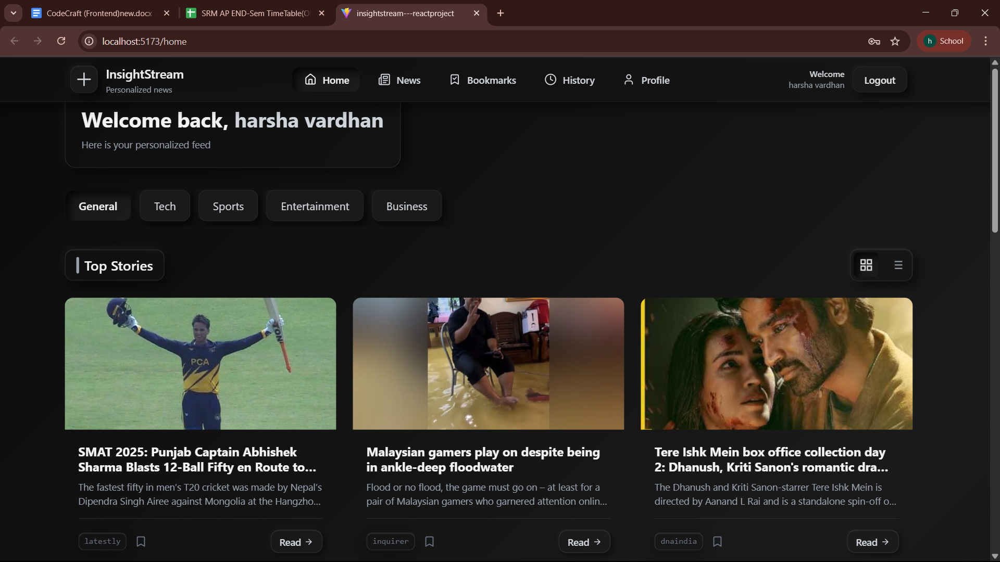 CodeCraft (Frontend)new.docx
SRM AP END-Sem TimeTable(O
insightstream---reactproject
localhost:5173/home
h School
InsightStream
Personalized news
Home
News
Bookmarks
History
Profile
Welcome
harsha vardhan
Logout
Welcome back, harsha vardhan
Here is your personalized feed
General
Tech
Sports
Entertainment
Business
Top Stories
PCA
SMAT 2025: Punjab Captain Abhishek
Sharma Blasts 12-Ball Fifty en Route to...
The fastest fifty in men's T20 cricket was made by Nepal's
Dipendra Singh Airee against Mongolia at the Hangzho...
latestly
Read →
Malaysian gamers play on despite being
in ankle-deep floodwater
Flood or no flood, the game must go on – at least for a
pair of Malaysian gamers who garnered attention onlin...
inquirer
Read →
Tere Ishk Mein box office collection day
2: Dhanush, Kriti Sanon's romantic dra...
The Dhanush and Kriti Sanon-starrer Tere Ishk Mein is
directed by Aanand L Rai and is a standalone spin-off o...
dnaindia
Read →